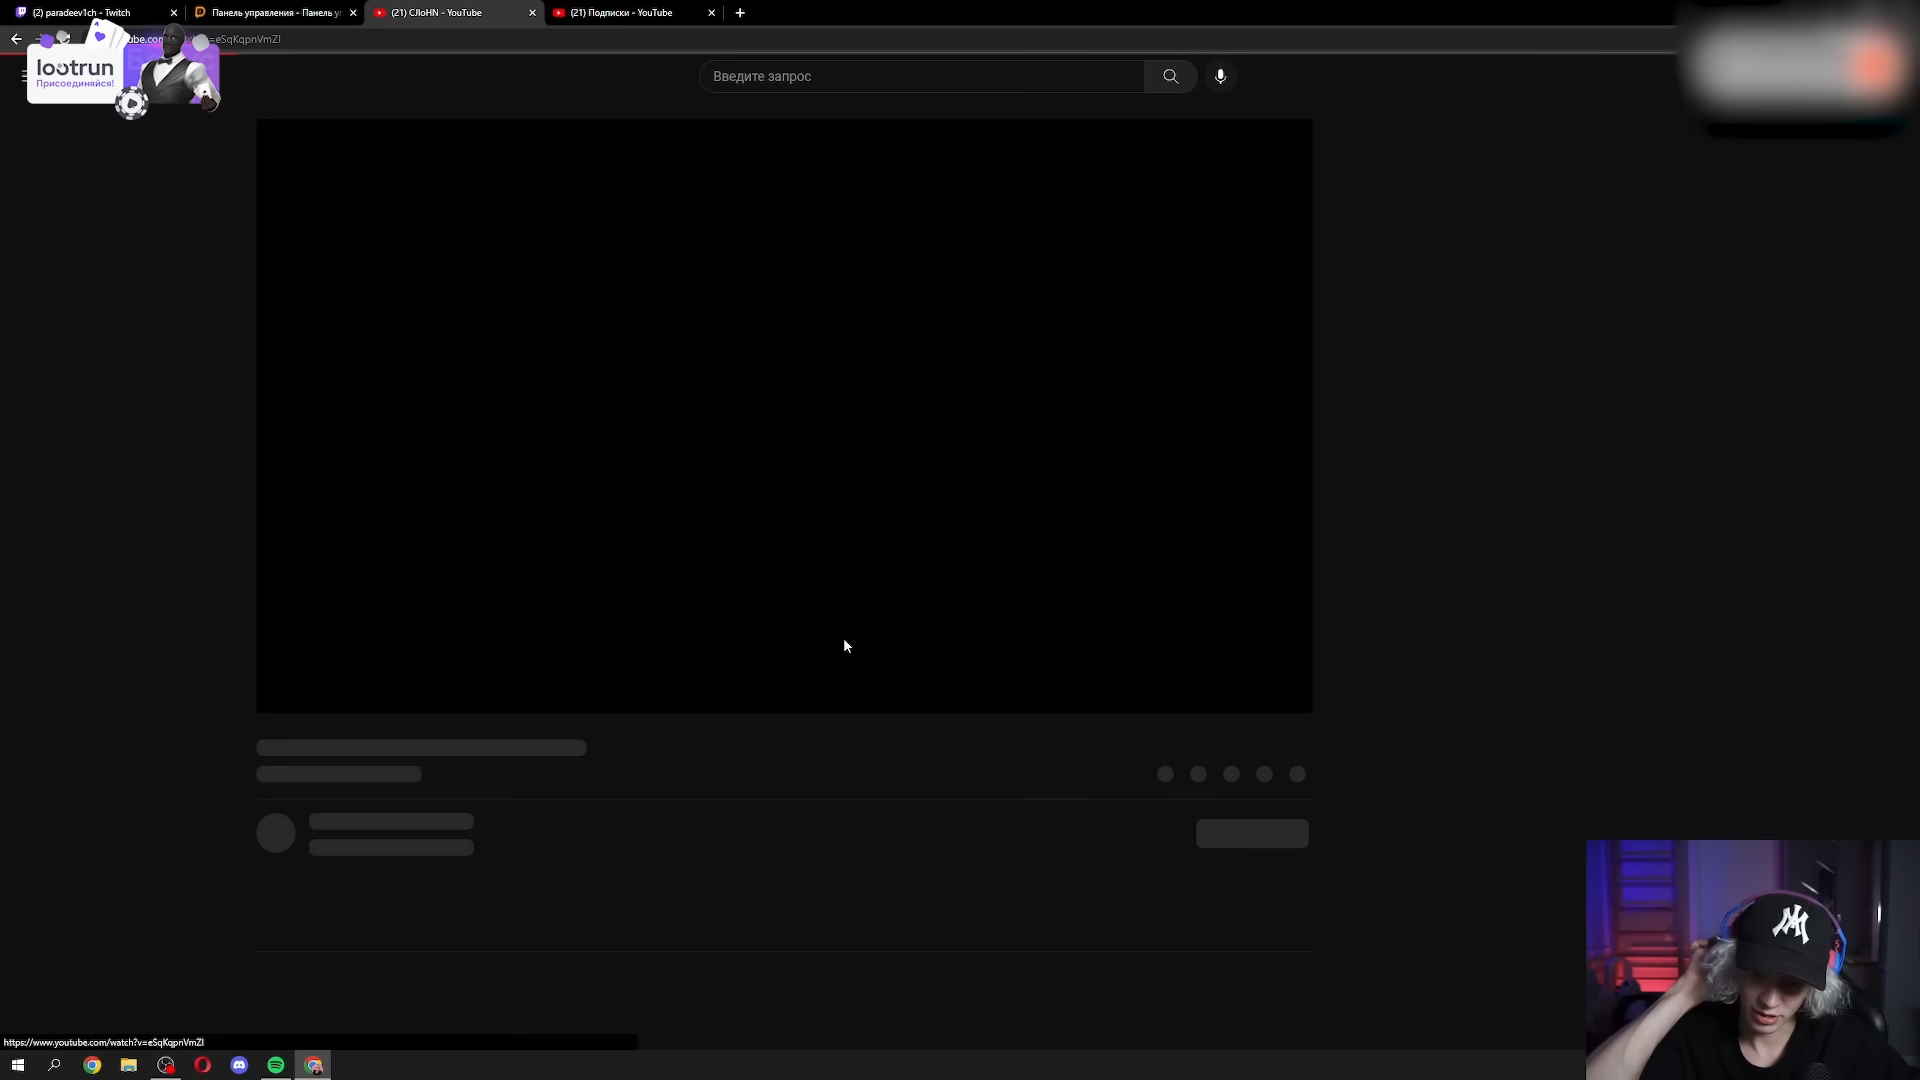 (2) paradeev1ch - Twitch
Панель управления - Панель у
(21) CJIoHN - YouTube
(21) Подписки - YouTube
=eSqKqpnVmZI
lootrun
Присоединяйся!
Введите запрос
https://www.youtube.com/watch?v=eSqKqpnVmZI